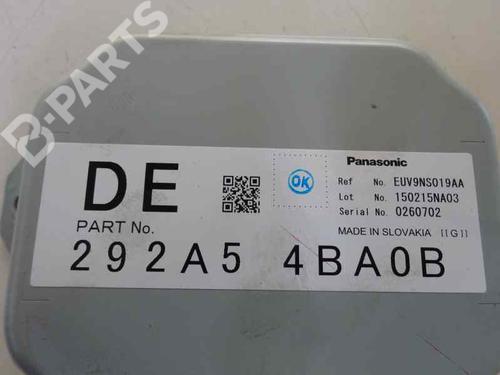 B-PARTS
DE
OK
Panasonic
Ref No. EUV9NS019AA
Lot No. 150215NA03
Serial No. 0260702
PART No.
MADE IN SLOVAKIA [[G]]
292A5 4BA0B